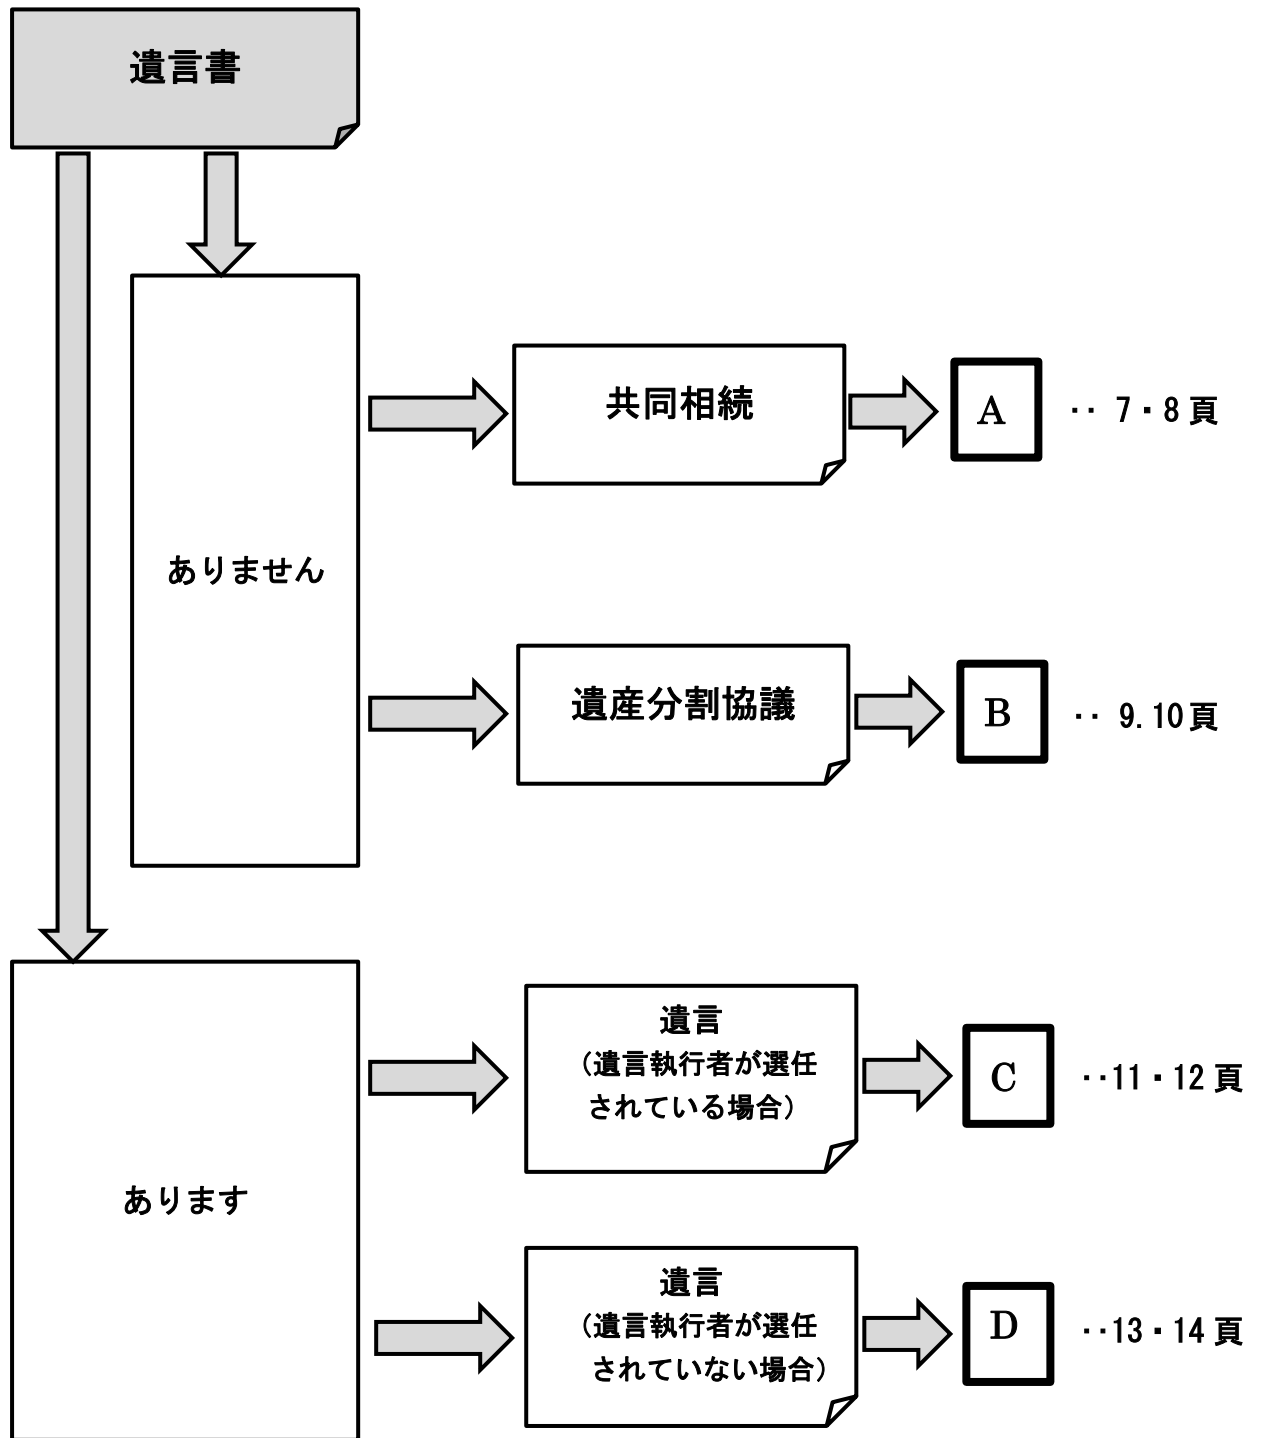 遺言書
ありません
共同相続
A
‥ 7・8 頁
遺産分割協議
B
‥ 9.10 頁
あります
遺言
（遺言執行者が選任
されている場合）
C
‥11・12 頁
遺言
（遺言執行者が選任
されていない場合）
D
‥13・14 頁